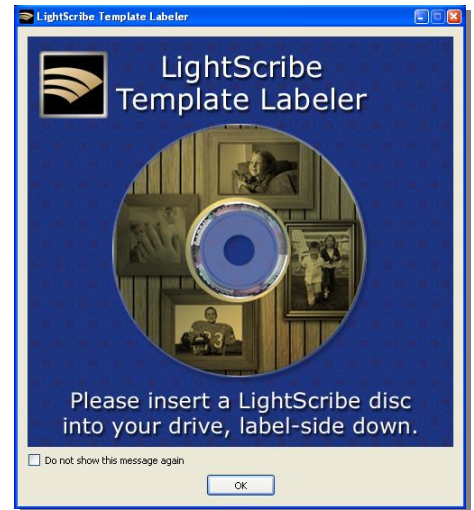 LightScribe Template Labeler
LightScribe
Template Labeler
Please insert a LightScribe disc
into your drive, label-side down.
Do not show this message again
OK